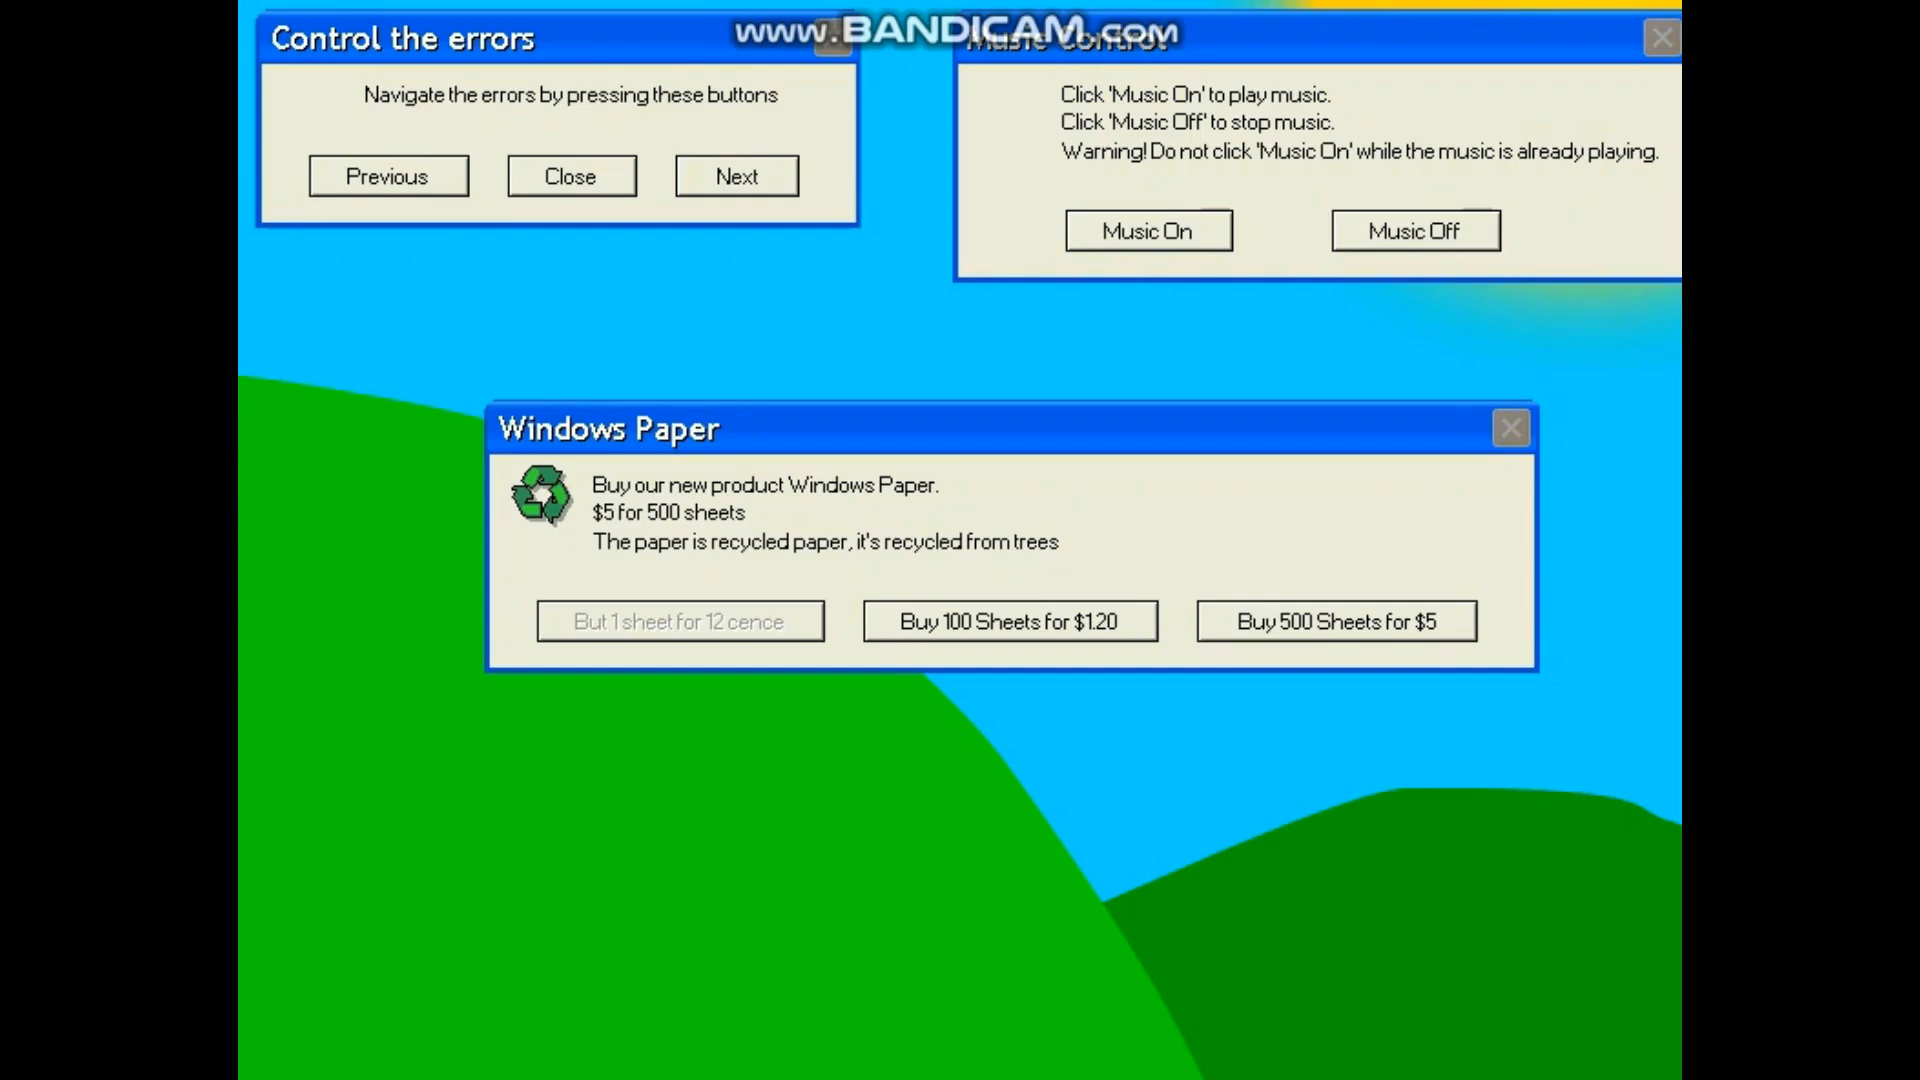 www.BANDICAM.com
Control the errors
Navigate the errors by pressing these buttons
Previous
Close
Next
Music Control
Click 'Music On' to play music.
Click 'Music Off' to stop music.
Warning! Do not click 'Music On' while the music is already playing.
Music On
Music Off
Windows Paper
Buy our new product Windows Paper.
$5 for 500 sheets
The paper is recycled paper, it's recycled from trees
But 1 sheet for 12 cence
Buy 100 Sheets for $1.20
Buy 500 Sheets for $5